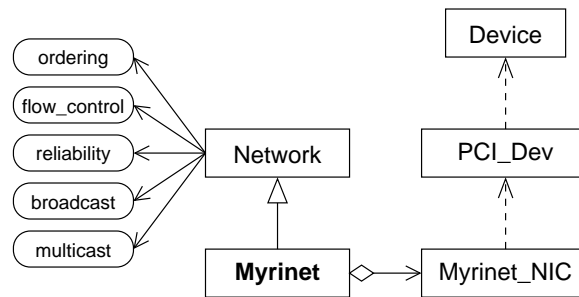 Device
ordering
flow_control
reliability
broadcast
multicast
Network
PCI_Dev
Myrinet
Myrinet_NIC